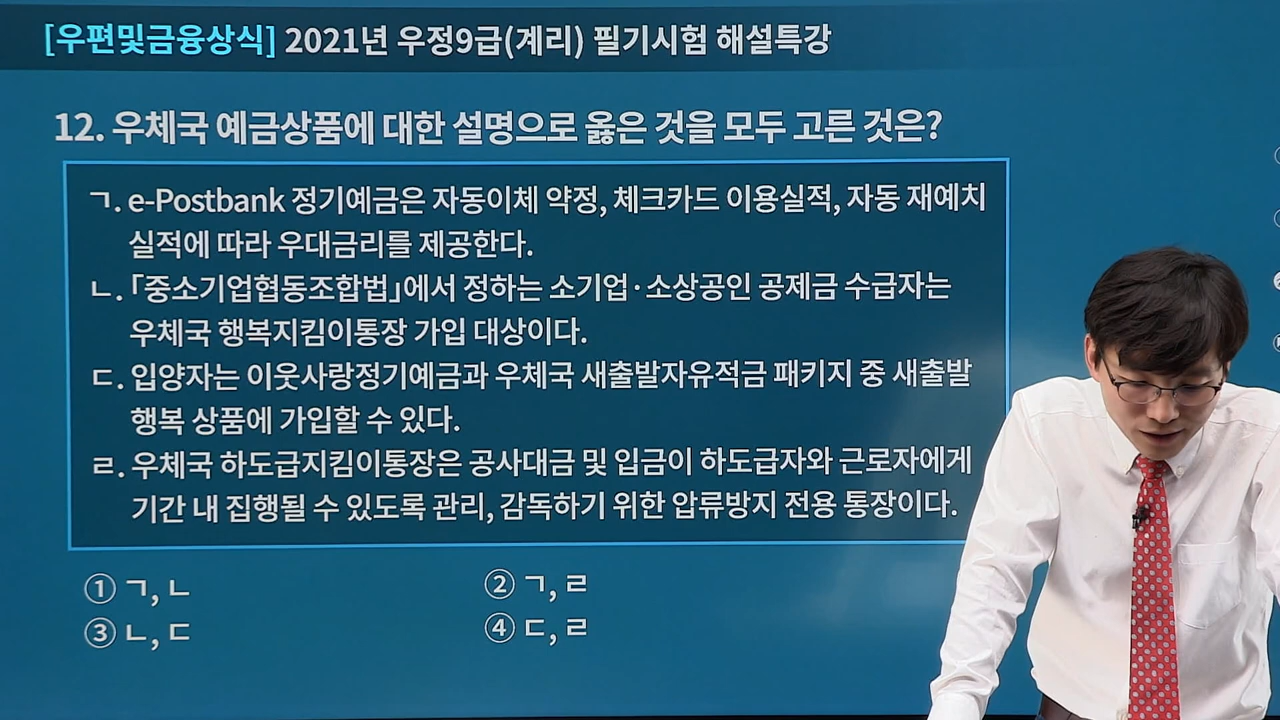 [우편및금융상식] 2021년 우정9급(계리) 필기시험 해설특강
12. 우체국 예금상품에 대한 설명으로 옳은 것을 모두 고른 것은?
ㄱ. e-Postbank 정기예금은 자동이체 약정, 체크카드 이용실적, 자동 재예치
실적에 따라 우대금리를 제공한다.
ㄴ. 「중소기업협동조합법」에서 정하는 소기업·소상공인 공제금 수급자는
우체국 행복지킴이통장 가입 대상이다.
ㄷ. 입양자는 이웃사랑정기예금과 우체국 새출발자유적금 패키지 중 새출발
행복 상품에 가입할 수 있다.
ㄹ. 우체국 하도급지킴이통장은 공사대금 및 입금이 하도급자와 근로자에게
기간 내 집행될 수 있도록 관리, 감독하기 위한 압류방지 전용 통장이다.
① ㄱ, ㄴ
② ㄱ, ㄹ
③ ㄴ, ㄷ
④ ㄷ, ㄹ